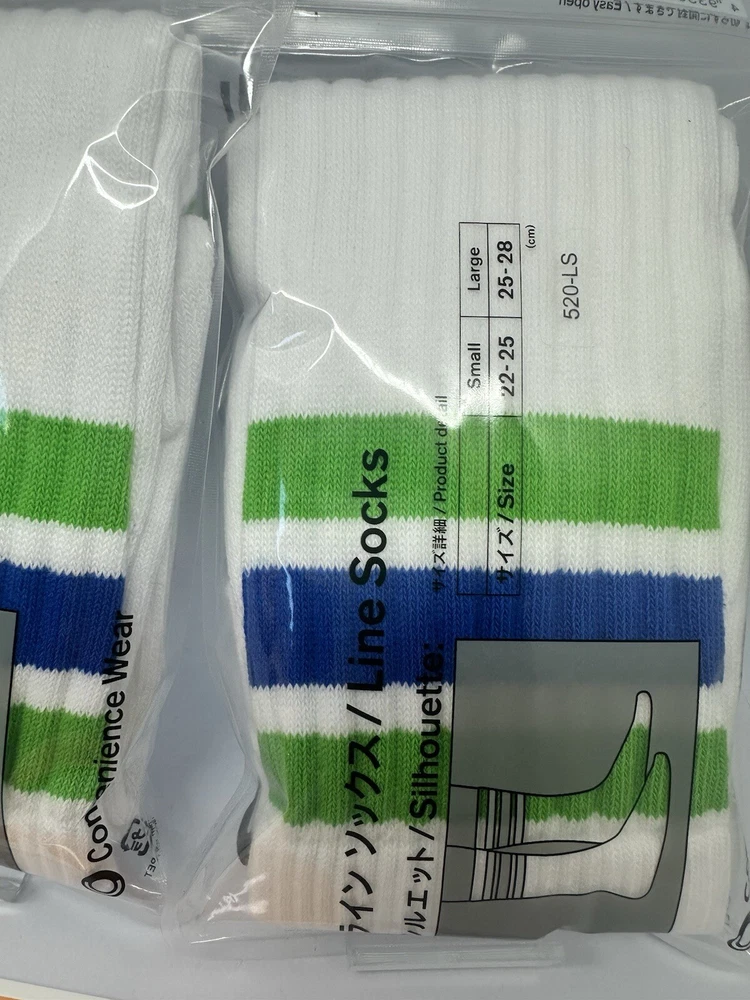 Easy open
Convenience Wear
ライン ソックス / Line Socks
ルエット / Silhouette:
サイズ詳細 / Product detail
Small Large
サイズ / Size 22-25 25-28
(cm)
520-LS